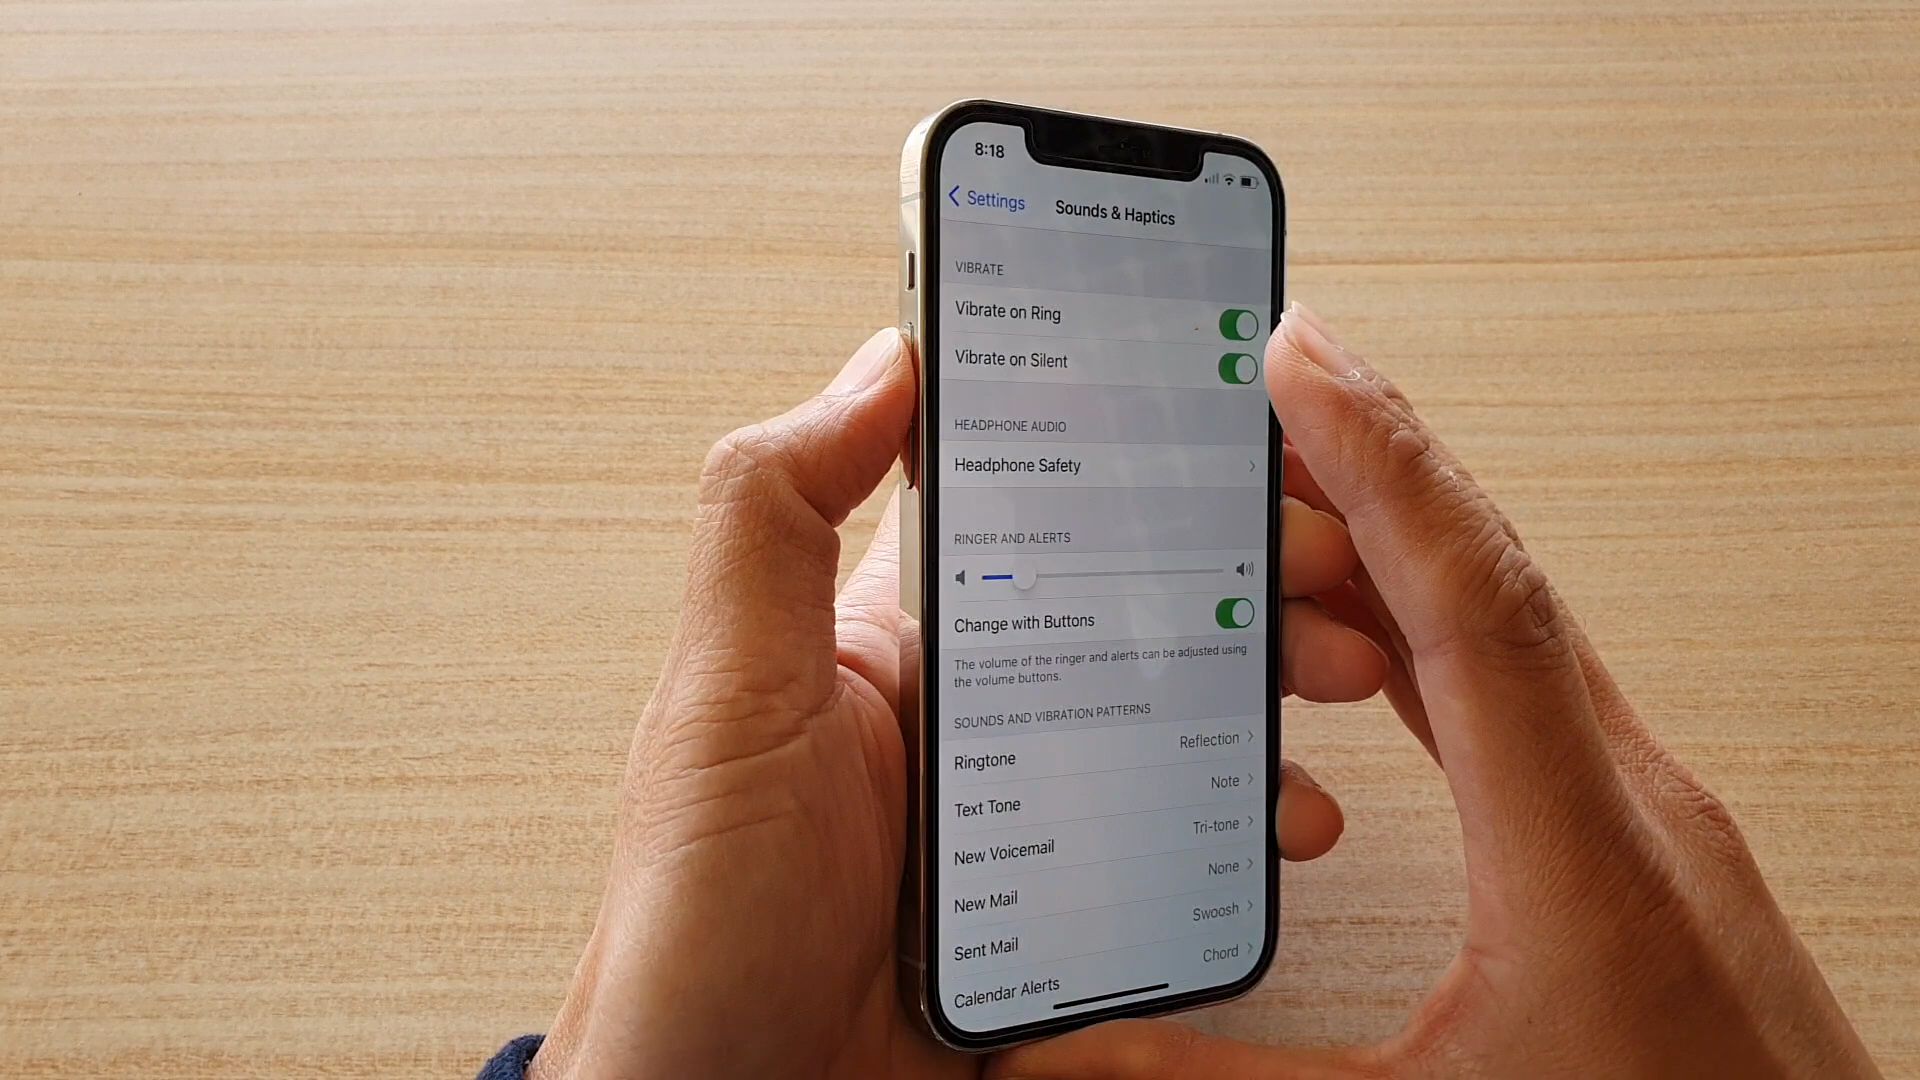 8:18
Settings
Sounds & Haptics
VIBRATE
Vibrate on Ring
Vibrate on Silent
HEADPHONE AUDIO
Headphone Safety
RINGER AND ALERTS
Change with Buttons
The volume of the ringer and alerts can be adjusted using
the volume buttons.
SOUNDS AND VIBRATION PATTERNS
Ringtone Reflection
Text Tone Note
New Voicemail Tri-tone
New Mail None
Sent Mail Swoosh
Calendar Alerts Chord